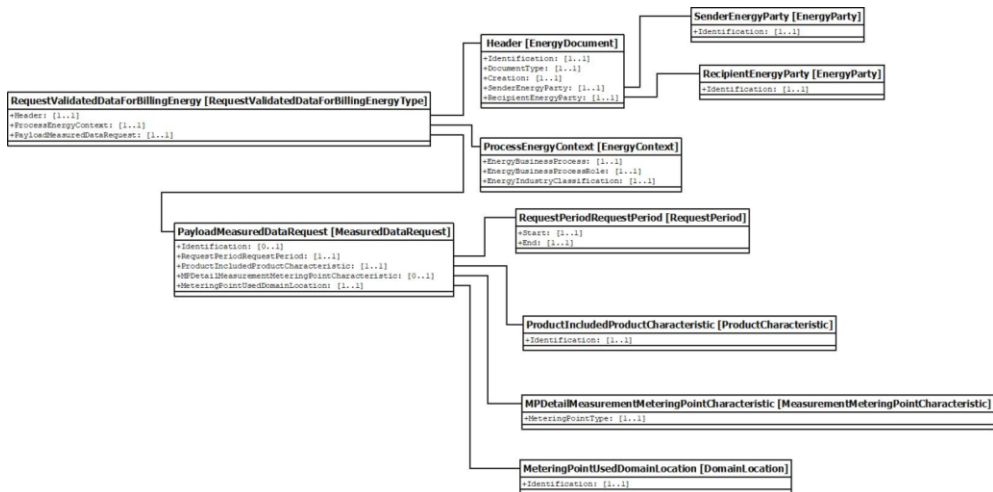 SenderEnergyParty [EnergyParty]
+Identification: [1..1]
Header [EnergyDocument]
+Identification: [1..1]
+DocumentType: [1..1]
+Creation: [1..1]
+SenderEnergyParty: [1..1]
+RecipientEnergyParty: [1..1]
RecipientEnergyParty [EnergyParty]
+Identification: [1..1]
RequestValidatedDataForBillingEnergy [RequestValidatedDataForBillingEnergyType]
+Header: [1..1]
+ProcessEnergyContext: [1..1]
+PayloadMeasuredDataRequest: [1..1]
ProcessEnergyContext [EnergyContext]
+EnergyBusinessProcess: [1..1]
+EnergyBusinessProcessRole: [1..1]
+EnergyIndustryClassification: [1..1]
PayloadMeasuredDataRequest [MeasuredDataRequest]
+Identification: [0..1]
+RequestPeriodRequestPeriod: [1..1]
+ProductIncludedProductCharacteristic: [1..1]
+MPDetailMeasurementMeteringPointCharacteristic: [0..1]
+MeteringPointUsedDomainLocation: [1..1]
RequestPeriodRequestPeriod [RequestPeriod]
+Start: [1..1]
+End: [1..1]
ProductIncludedProductCharacteristic [ProductCharacteristic]
+Identification: [1..1]
MPDetailMeasurementMeteringPointCharacteristic [MeasurementMeteringPointCharacteristic]
+MeteringPointType: [1..1]
MeteringPointUsedDomainLocation [DomainLocation]
+Identification: [1..1]